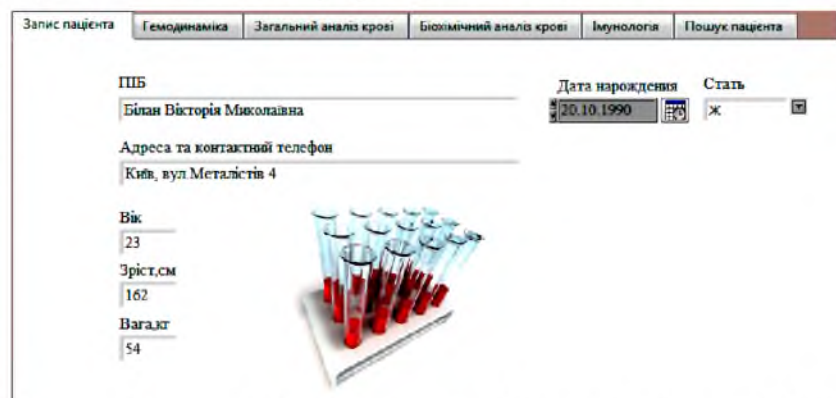 Запис пацієнта Гемодинаміка Загальний аналіз крові Біохімічний аналіз крові Імунологія Пошук пацієнта
ПІБ
Білан Вікторія Миколаївна
Дата нарождения
20.10.1990
Стать
ж
Адреса та контактний телефон
Київ, вул Металістів 4
Вік
23
Зріст,см
162
Вага,кг
54